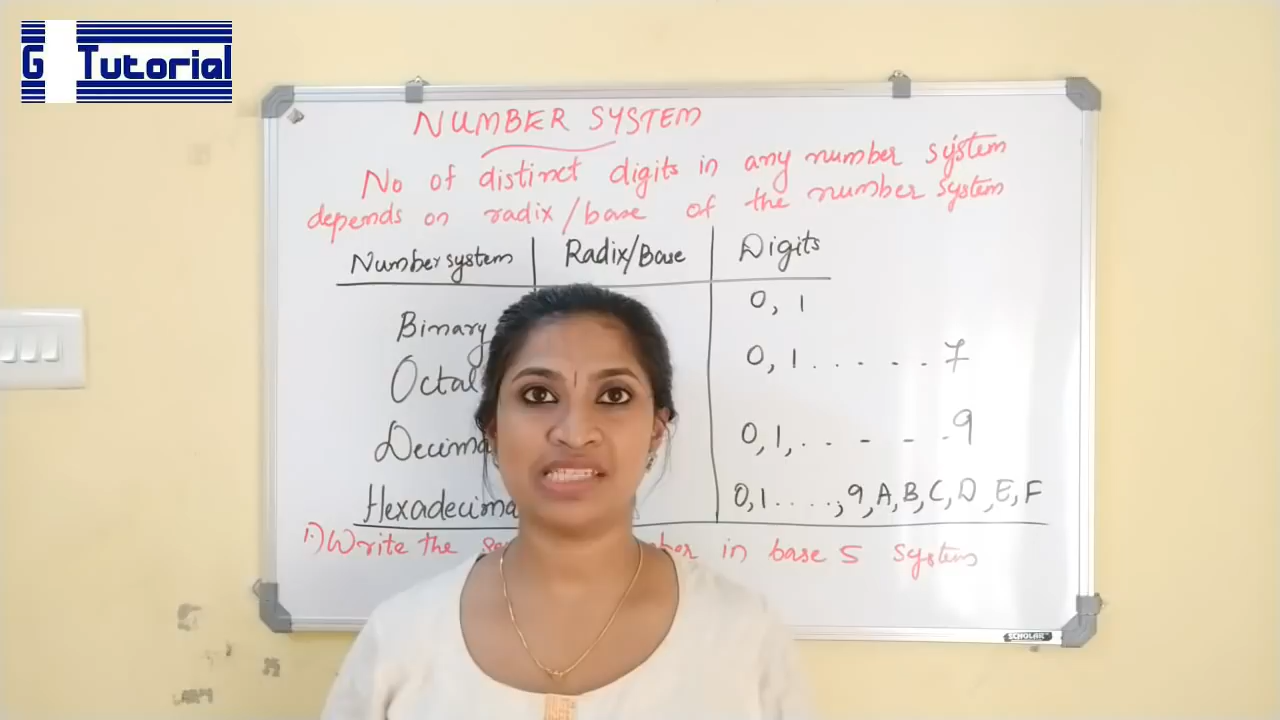 G Tutorial
NUMBER SYSTEM
No of distinct digits in any number system
depends on radix/base of the number system
Number system Radix/Base Digits
Binary 0, 1
Octal 0, 1 . . . . . 7
Decima 0,1, . . - - . 9
Hexadecima 0,1 . . . . , 9, A, B, C, D, E, F
1.) Write the in base 5 system
SCHOLAR